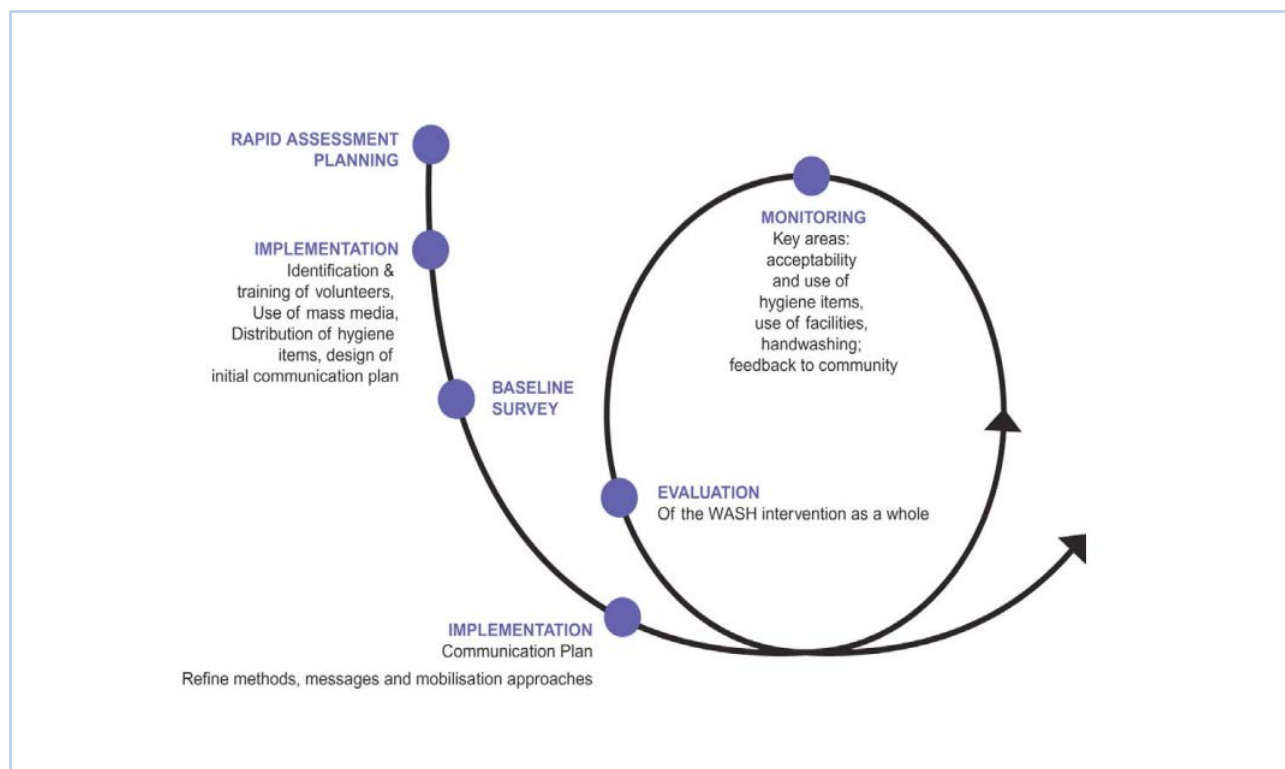 RAPID ASSESSMENT
PLANNING
IMPLEMENTATION
Identification &
training of volunteers,
Use of mass media,
Distribution of hygiene
items, design of
initial communication plan
BASELINE
SURVEY
IMPLEMENTATION
Communication Plan
Refine methods, messages and mobilisation approaches
MONITORING
Key areas:
acceptability
and use of
hygiene items,
use of facilities,
handwashing;
feedback to community
EVALUATION
Of the WASH intervention as a whole